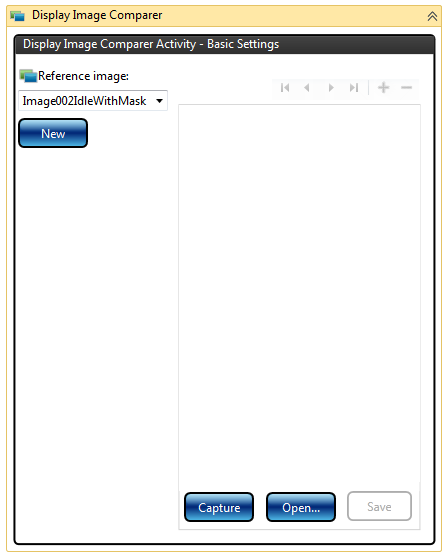 Display Image Comparer
Display Image Comparer Activity - Basic Settings
Reference image:
Image002IdleWithMask
New
Capture
Open...
Save